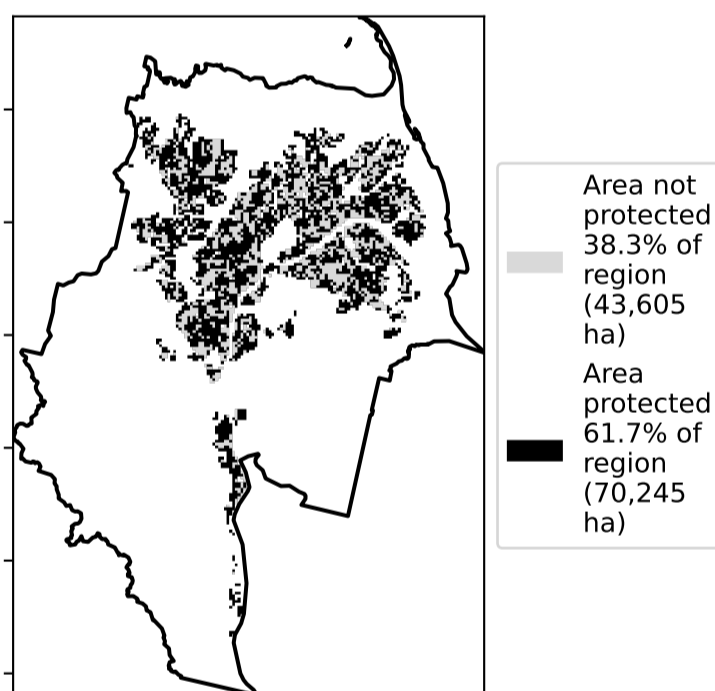 Area not
protected
38.3% of
region
(43,605
ha)
Area
protected
61.7% of
region
(70,245
ha)